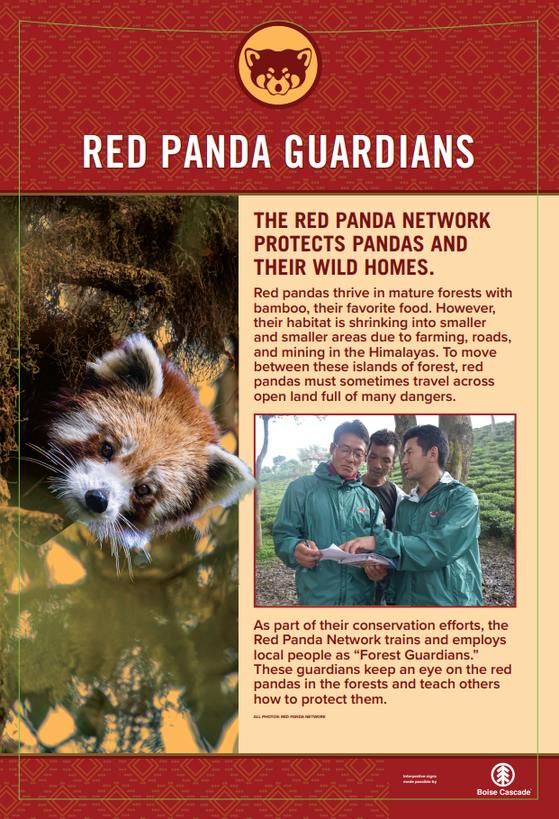 RED PANDA GUARDIANS
THE RED PANDA NETWORK
PROTECTS PANDAS AND
THEIR WILD HOMES.
Red pandas thrive in mature forests with
bamboo, their favorite food. However,
their habitat is shrinking into smaller
and smaller areas due to farming, roads,
and mining in the Himalayas. To move
between these islands of forest, red
pandas must sometimes travel across
open land full of many dangers.
As part of their conservation efforts, the
Red Panda Network trains and employs
local people as “Forest Guardians.”
These guardians keep an eye on the red
pandas in the forests and teach others
how to protect them.
ALL PHOTOS: RED PANDA NETWORK
Interpretive signs
made possible by
Boise Cascade